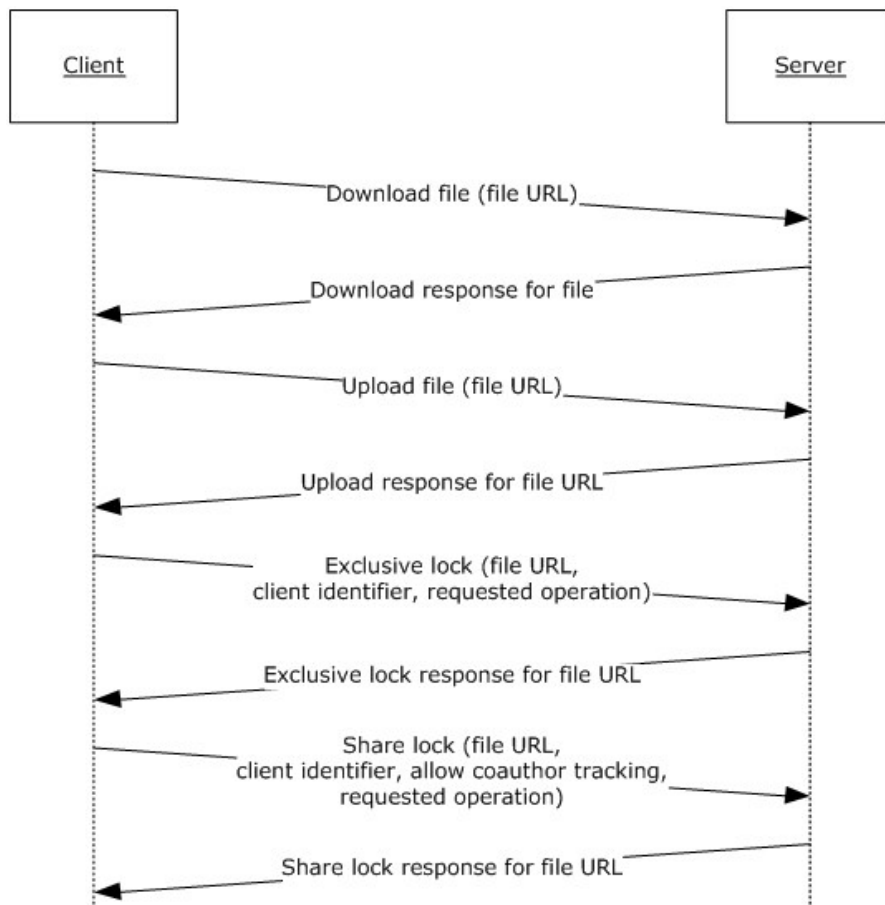 Client
Server
Download file (file URL)
Download response for file
Upload file (file URL)
Upload response for file URL
Exclusive lock (file URL,
client identifier, requested operation)
Exclusive lock response for file URL
Share lock (file URL,
client identifier, allow coauthor tracking,
requested operation)
Share lock response for file URL